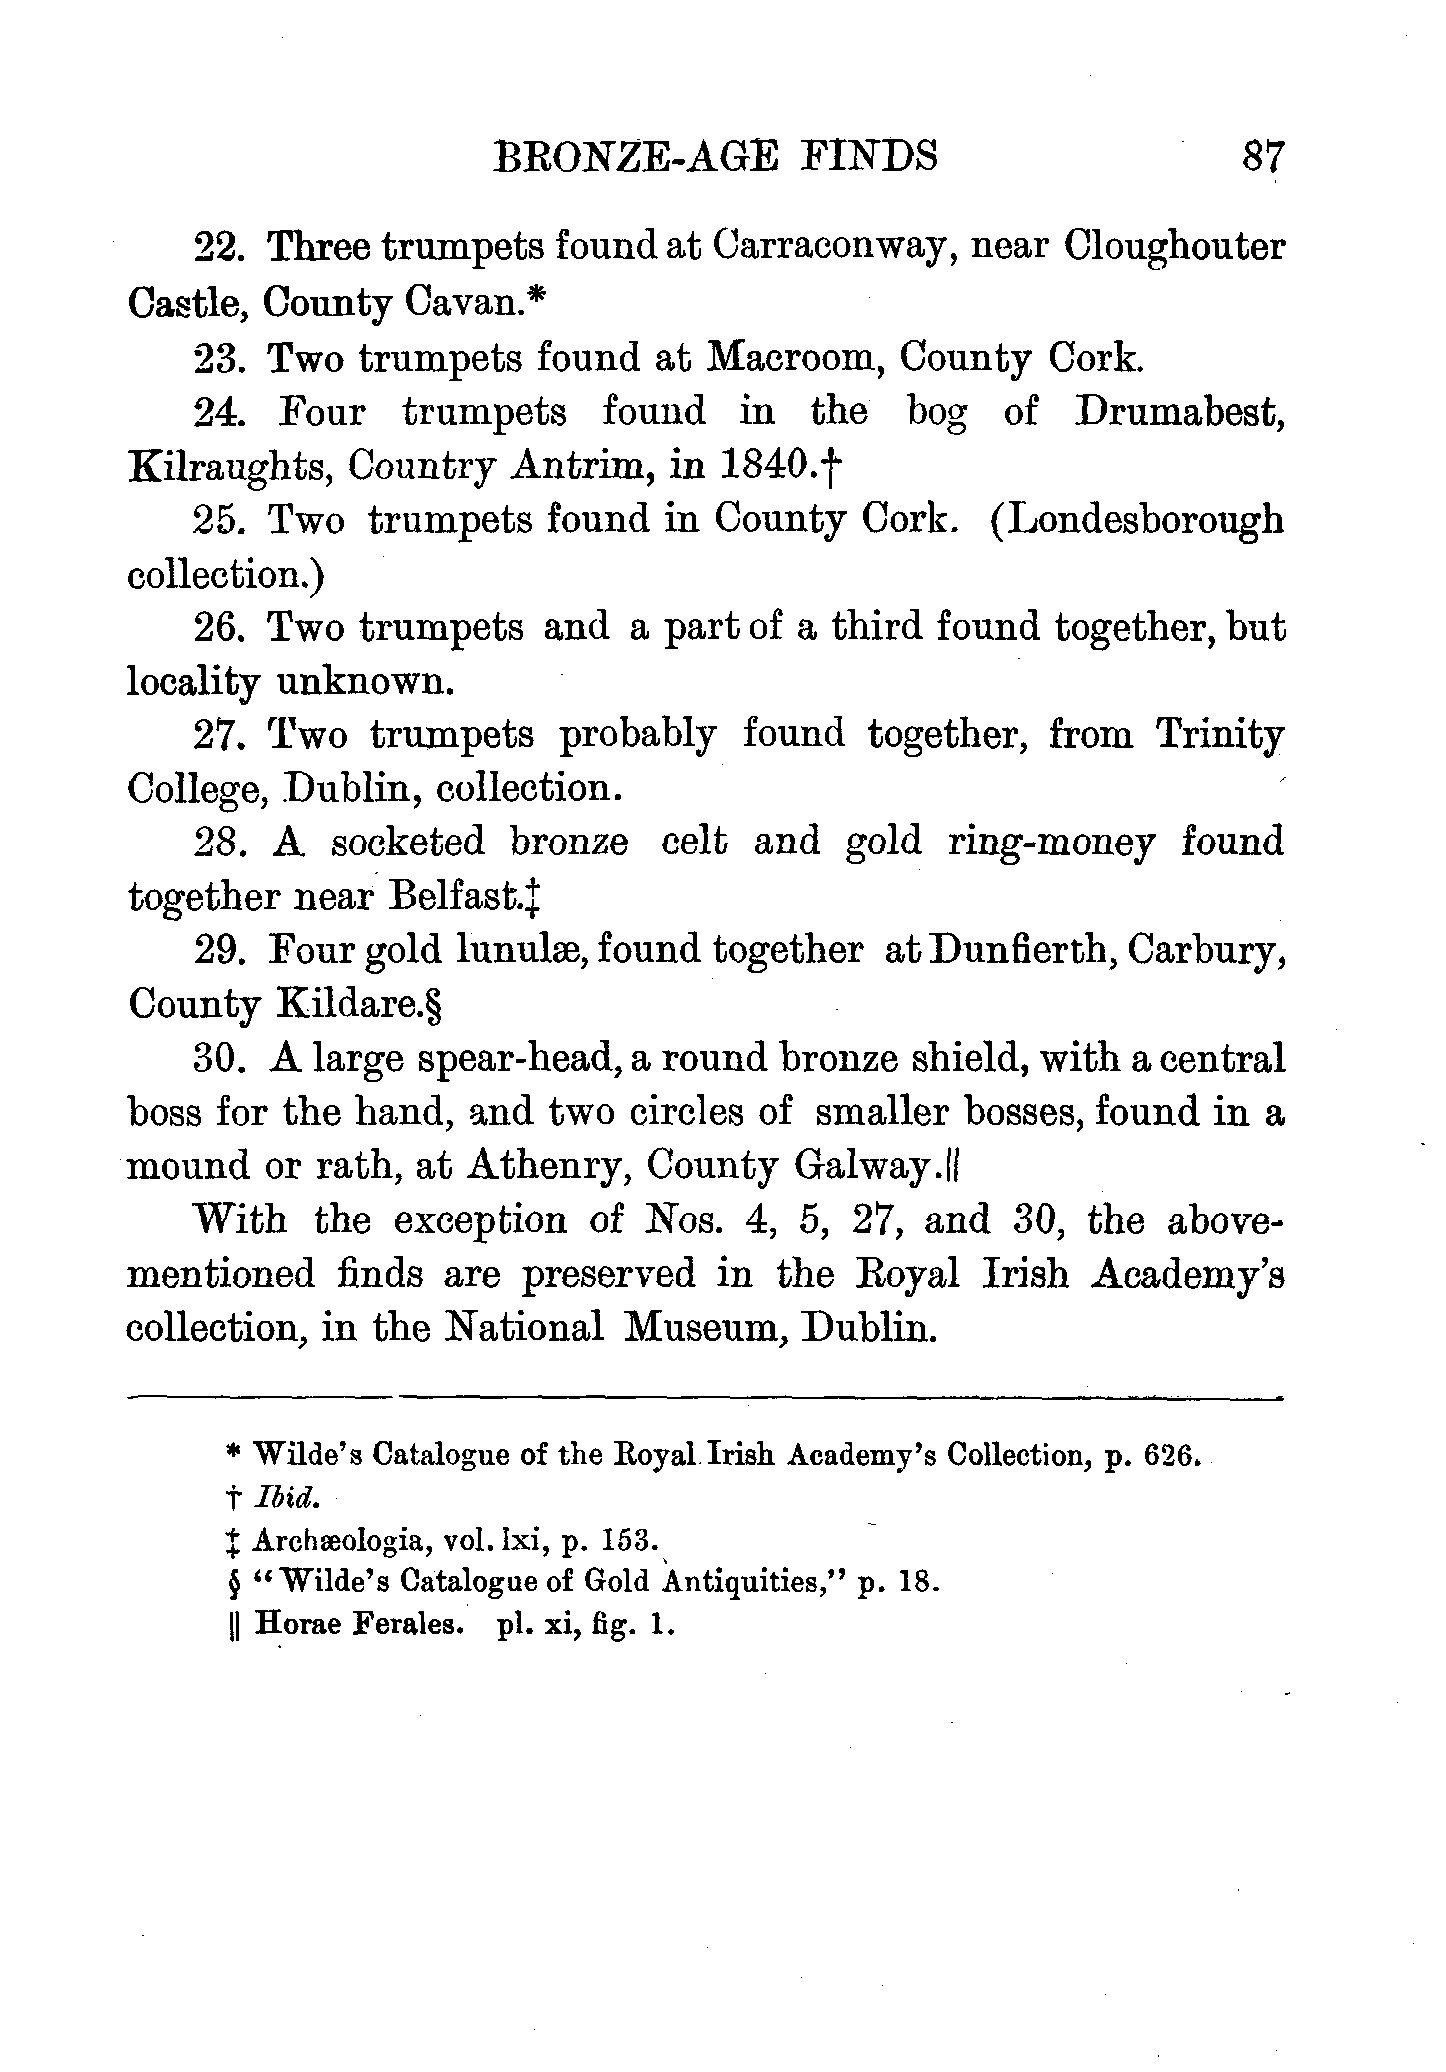 BRONZE-AGE FINDS 87
22. Three trumpets found at Carraconway, near Cloughouter
Castle, County Cavan.*
23. Two trumpets found at Macroom, County Cork.
24. Four trumpets found in the bog of Drumabest,
Kilraughts, Country Antrim, in 1840.†
25. Two trumpets found in County Cork. (Londesborough
collection.)
26. Two trumpets and a part of a third found together, but
locality unknown.
27. Two trumpets probably found together, from Trinity
College, Dublin, collection.
28. A socketed bronze celt and gold ring-money found
together near Belfast.‡
29. Four gold lunulæ, found together at Dunfierth, Carbury,
County Kildare.§
30. A large spear-head, a round bronze shield, with a central
boss for the hand, and two circles of smaller bosses, found in a
mound or rath, at Athenry, County Galway.||
With the exception of Nos. 4, 5, 27, and 30, the above-
mentioned finds are preserved in the Royal Irish Academy's
collection, in the National Museum, Dublin.
* Wilde's Catalogue of the Royal Irish Academy's Collection, p. 626.
† Ibid.
‡ Archæologia, vol. lxi, p. 153.
§ "Wilde's Catalogue of Gold Antiquities," p. 18.
|| Horae Ferales. pl. xi, fig. 1.